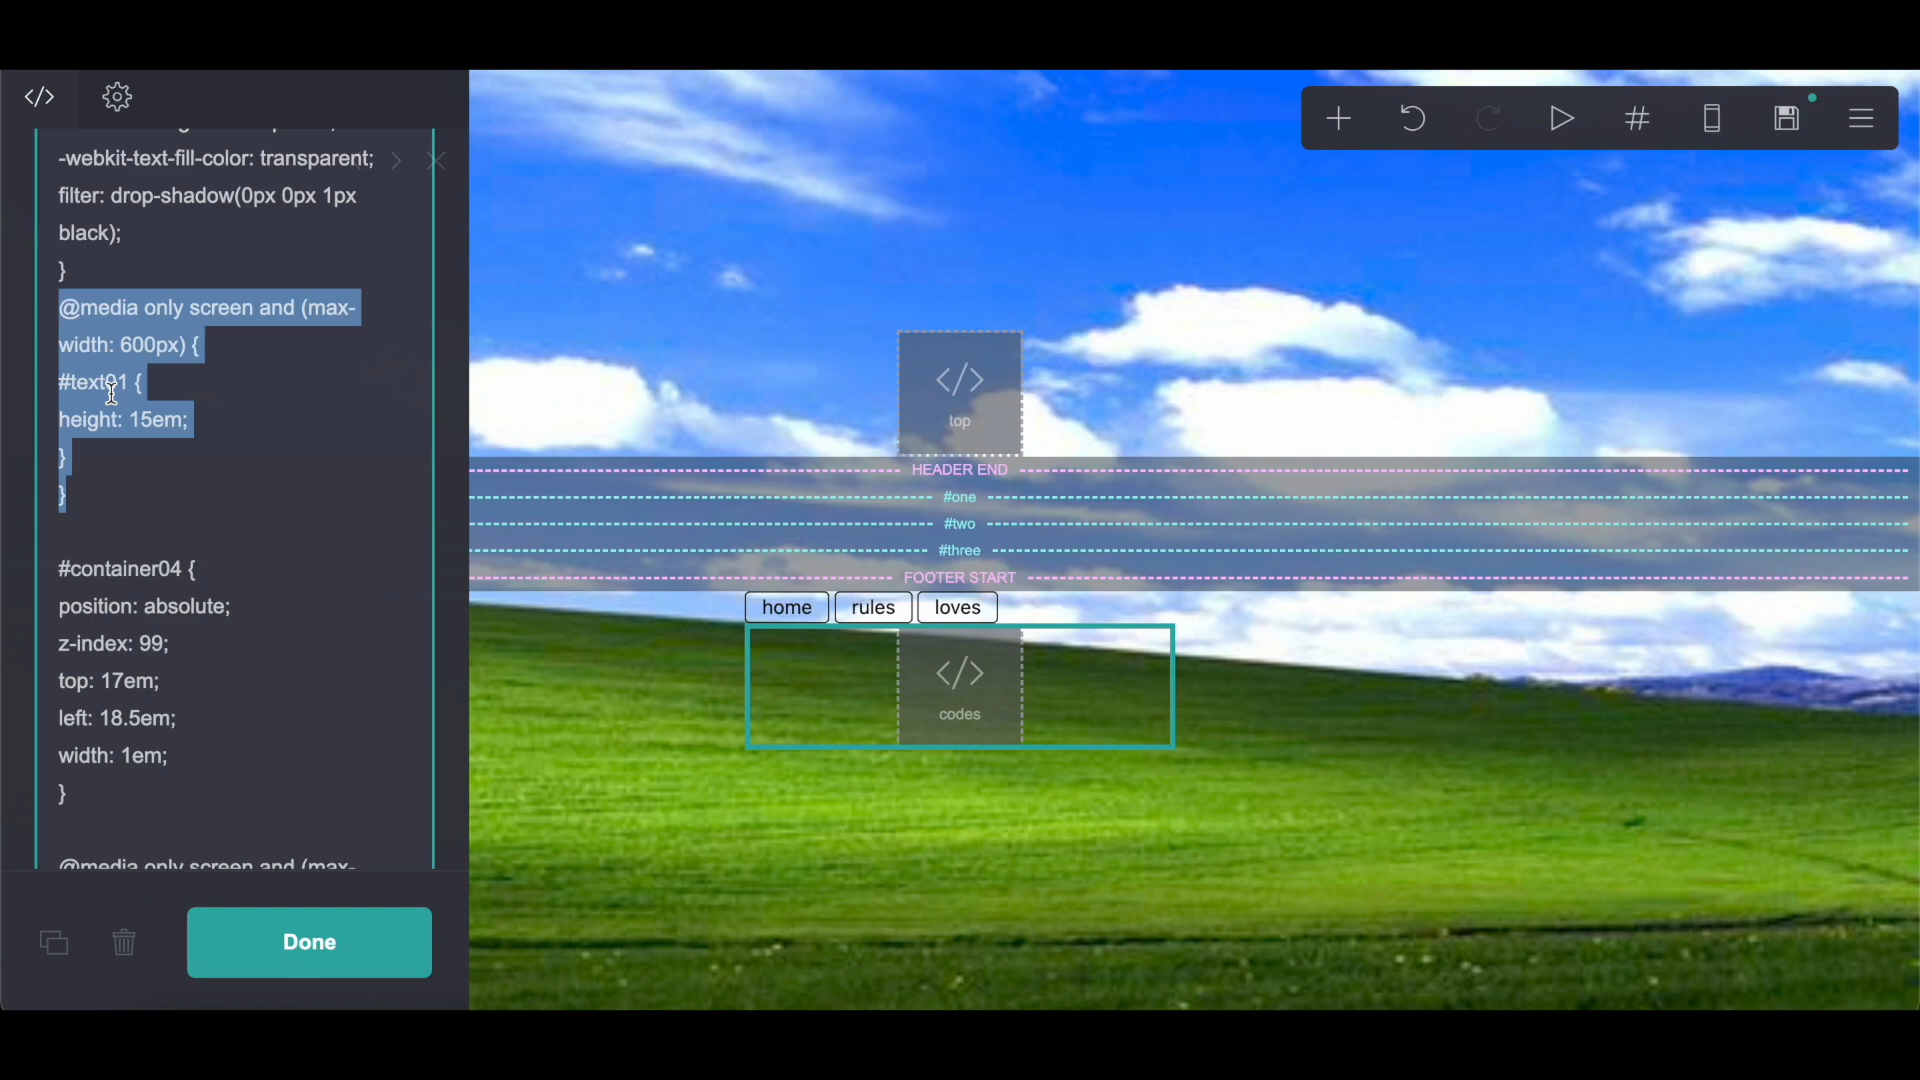 -webkit-text-fill-color: transparent;
filter: drop-shadow(0px 0px 1px
black);
}
@media only screen and (max-
width: 600px) {
#text01 {
height: 15em;
}
}
#container04 {
position: absolute;
z-index: 99;
top: 17em;
left: 18.5em;
width: 1em;
}
@media only screen and (max-
Done
</> top
HEADER END
#one
#two
#three
FOOTER START
home rules loves
</>
codes